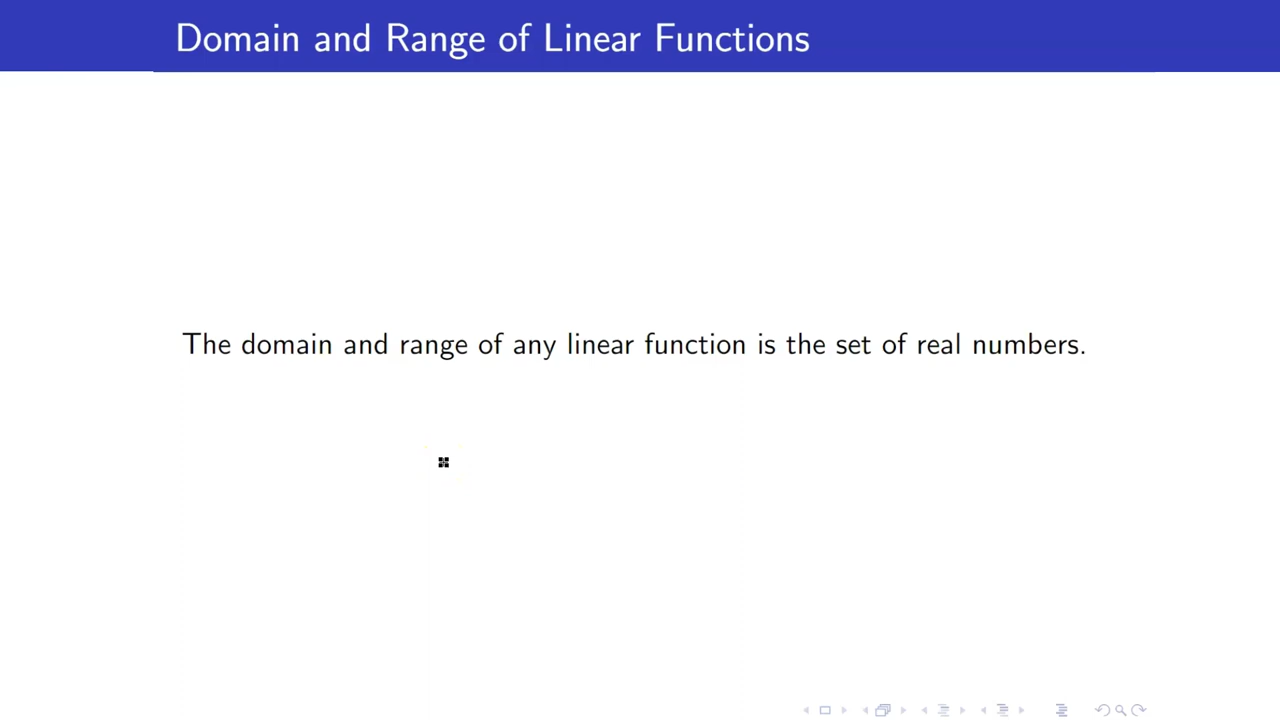 Domain and Range of Linear Functions
The domain and range of any linear function is the set of real numbers.